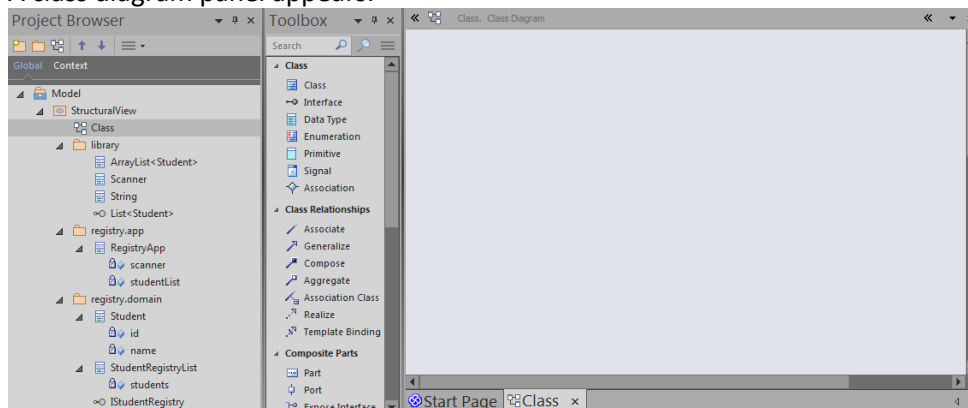 A class diagram panel appears.
Project Browser
Global Context
Model
StructuralView
Class
library
ArrayList<Student>
Scanner
String
List<Student>
registry.app
RegistryApp
scanner
studentList
registry.domain
Student
id
name
StudentRegistryList
students
IStudentRegistry
Toolbox
Search
Class
Class
Interface
Data Type
Enumeration
Primitive
Signal
Association
Class Relationships
Associate
Generalize
Compose
Aggregate
Association Class
Realize
Template Binding
Composite Parts
Part
Port
Expose Interface
Class. Class Diagram
Start Page Class